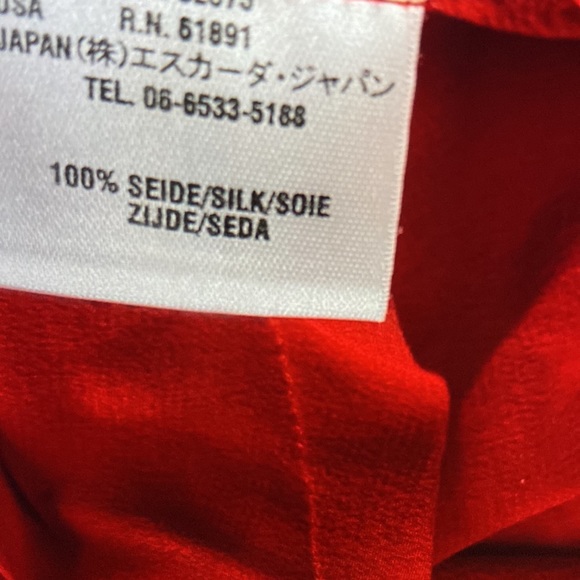 USA R.N. 61891
JAPAN(株)エスカーダ・ジャパン
TEL. 06-6533-5188
100% SEIDE/SILK/SOIE
ZIJDE/SEDA